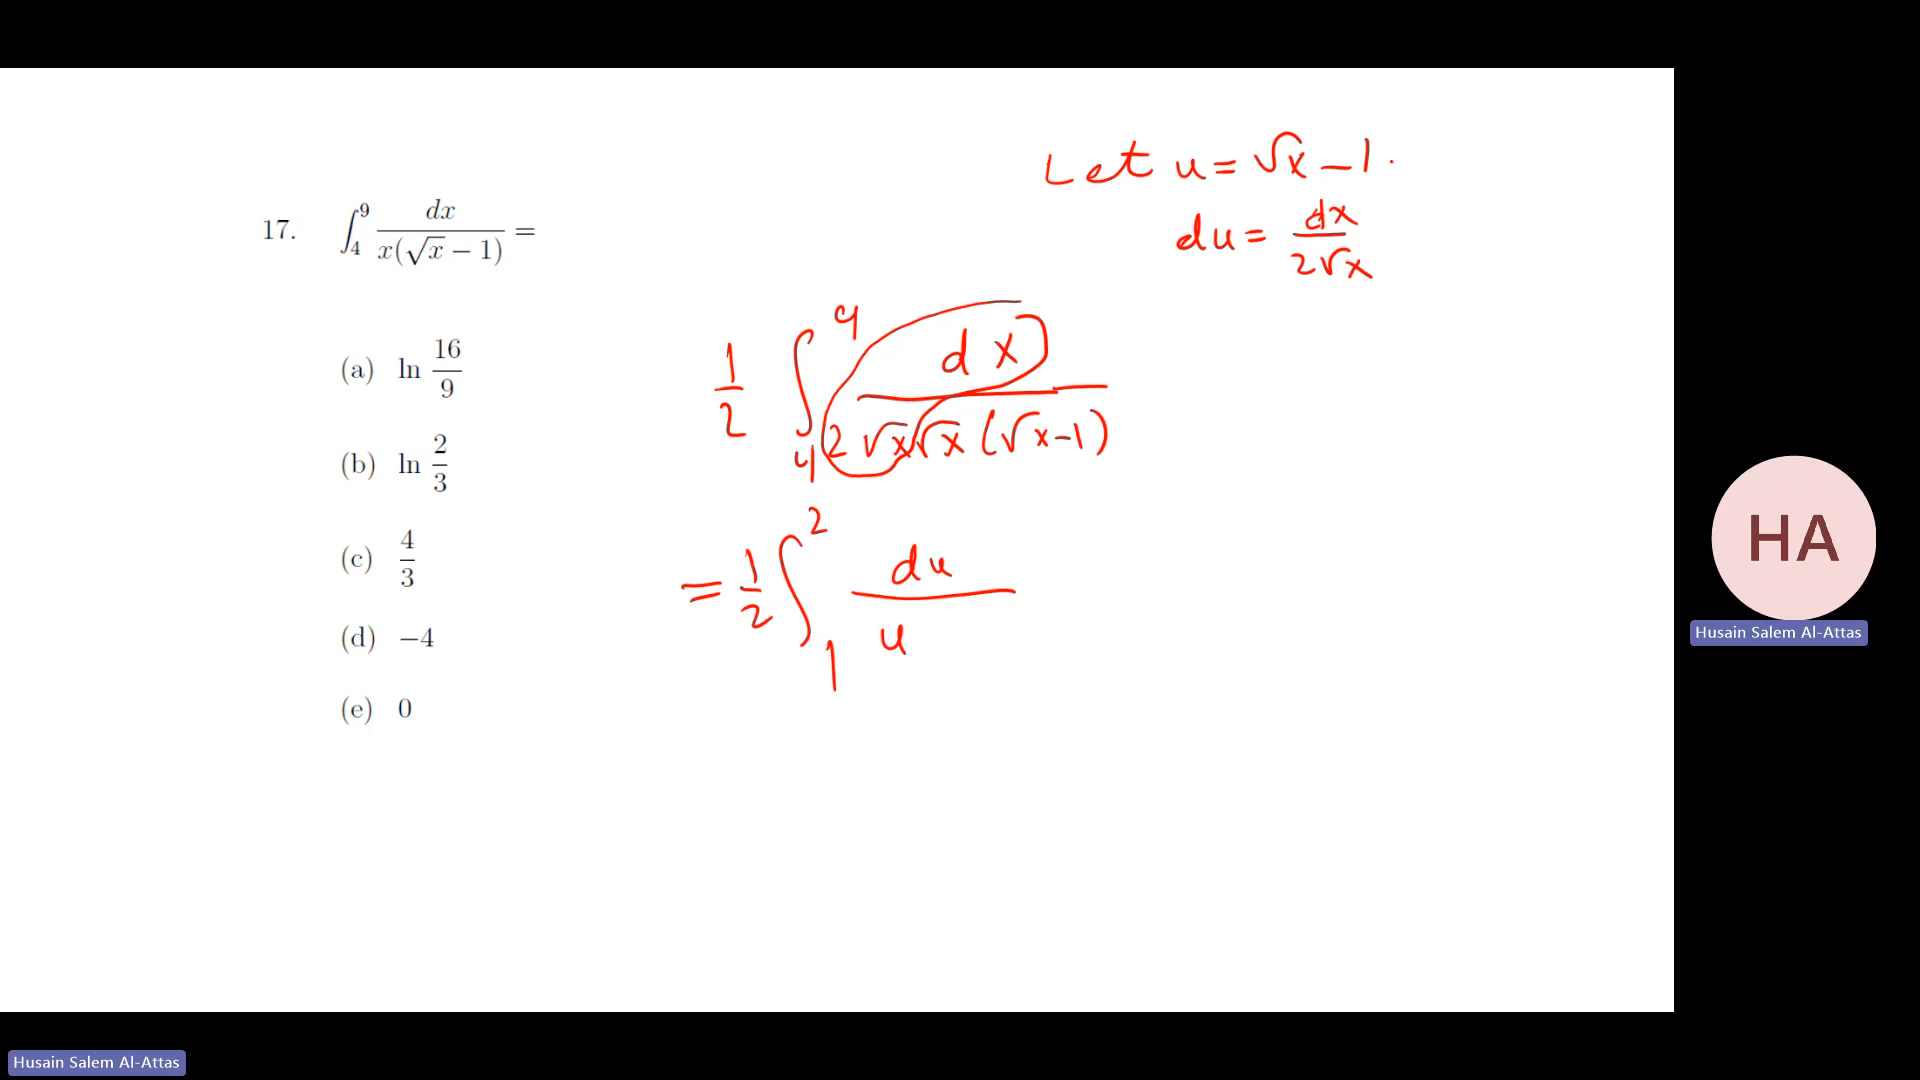 17. ∫₄⁹ dx / x(√x − 1) =
(a) ln 16/9
(b) ln 2/3
(c) 4/3
(d) −4
(e) 0
Let u = √x − 1.
du = dx / 2√x
1/2 ∫₄⁹ dx / 2 √x √x (√x − 1)
= 1/2 ∫₁² du / u
HA
Husain Salem Al-Attas
Husain Salem Al-Attas